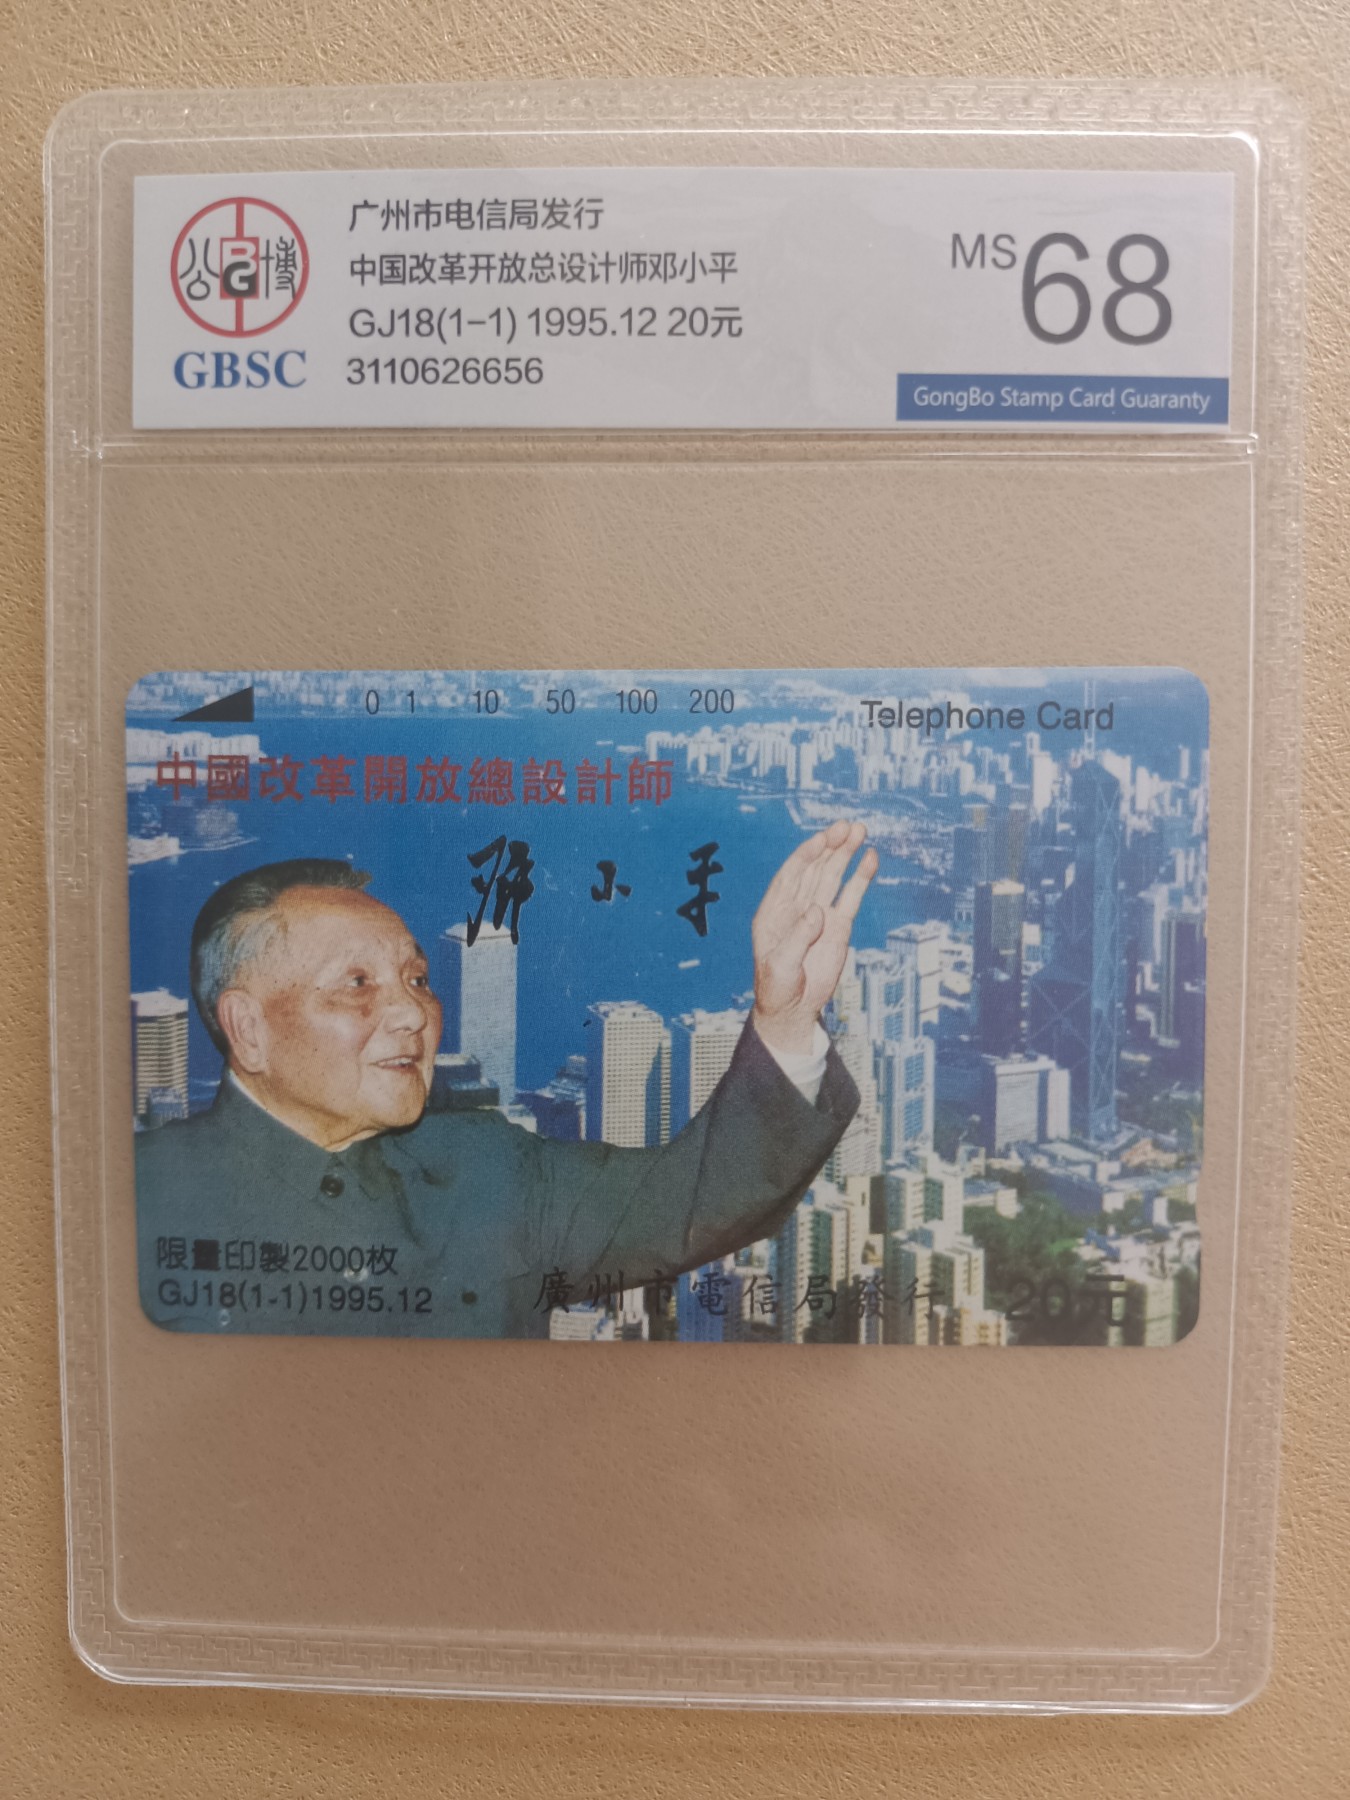 公博
BG
GBSC
广州市电信局发行
中国改革开放总设计师邓小平
GJ18(1-1) 1995.12 20元
3110626656
MS 68
GongBo Stamp Card Guaranty
0 1 10 50 100 200
Telephone Card
中國改革開放總設計師
鄧小平
限量印製2000枚
GJ18(1-1)1995.12
廣州市電信局發行 20元